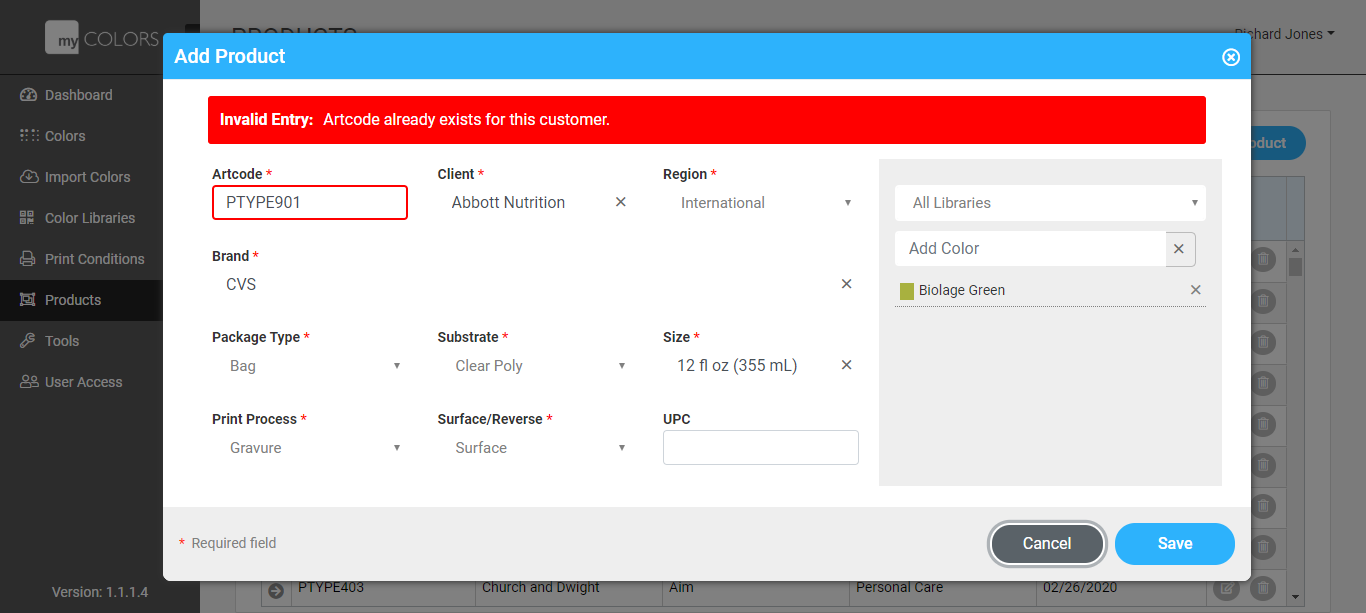 my COLORS
PRODUCTS
Richard Jones
Add Product
Invalid Entry: Artcode already exists for this customer.
Dashboard
Colors
Import Colors
Color Libraries
Print Conditions
Products
Tools
User Access
Version: 1.1.1.4
Artcode *
PTYPE901
Client *
Abbott Nutrition
Region *
International
Brand *
CVS
Package Type *
Bag
Substrate *
Clear Poly
Size *
12 fl oz (355 mL)
Print Process *
Gravure
Surface/Reverse *
Surface
UPC
All Libraries
Add Color
Biolage Green
* Required field
Cancel
Save
PTYPE403 Church and Dwight Aim Personal Care 02/26/2020